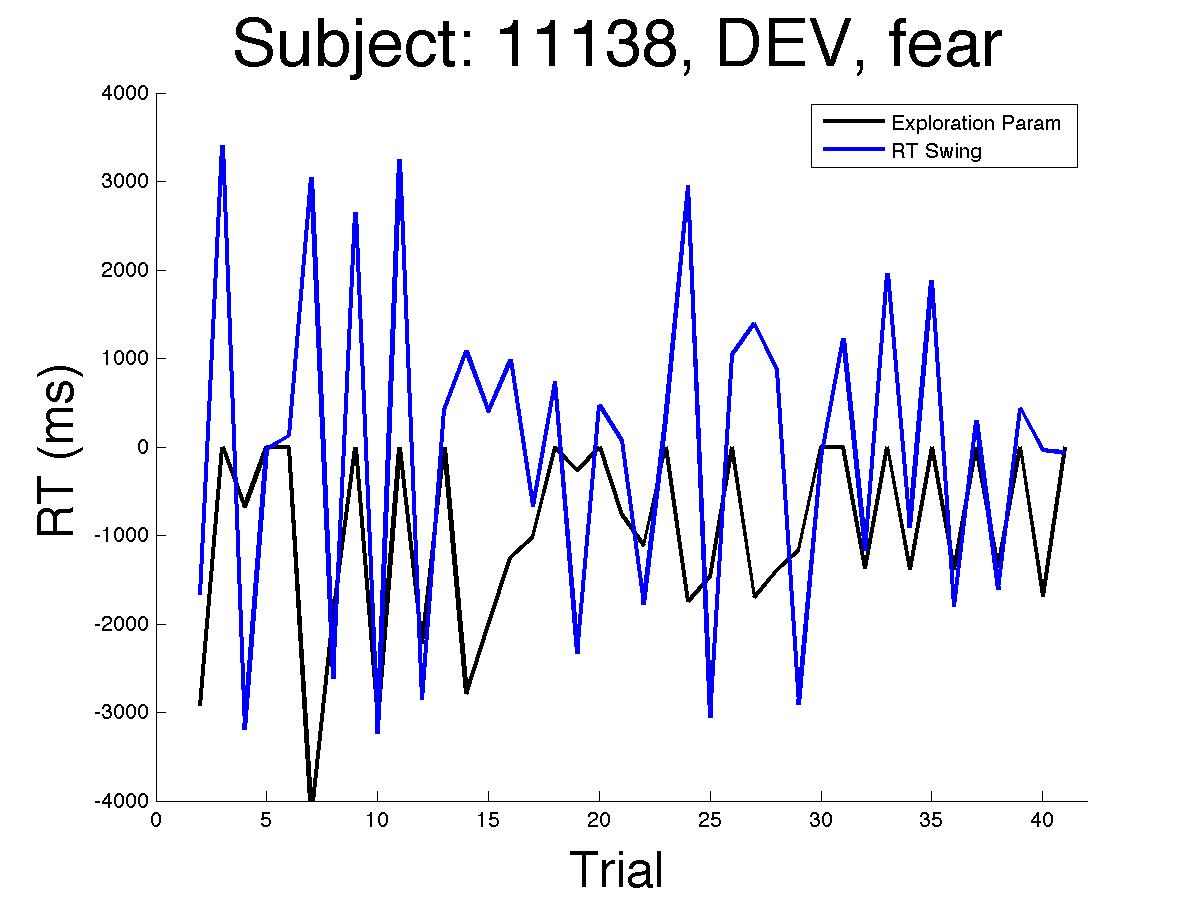 Subject: 11138, DEV, fear
Exploration Param
RT Swing
RT (ms)
4000
3000
2000
1000
0
-1000
-2000
-3000
-4000
0 5 10 15 20 25 30 35 40
Trial